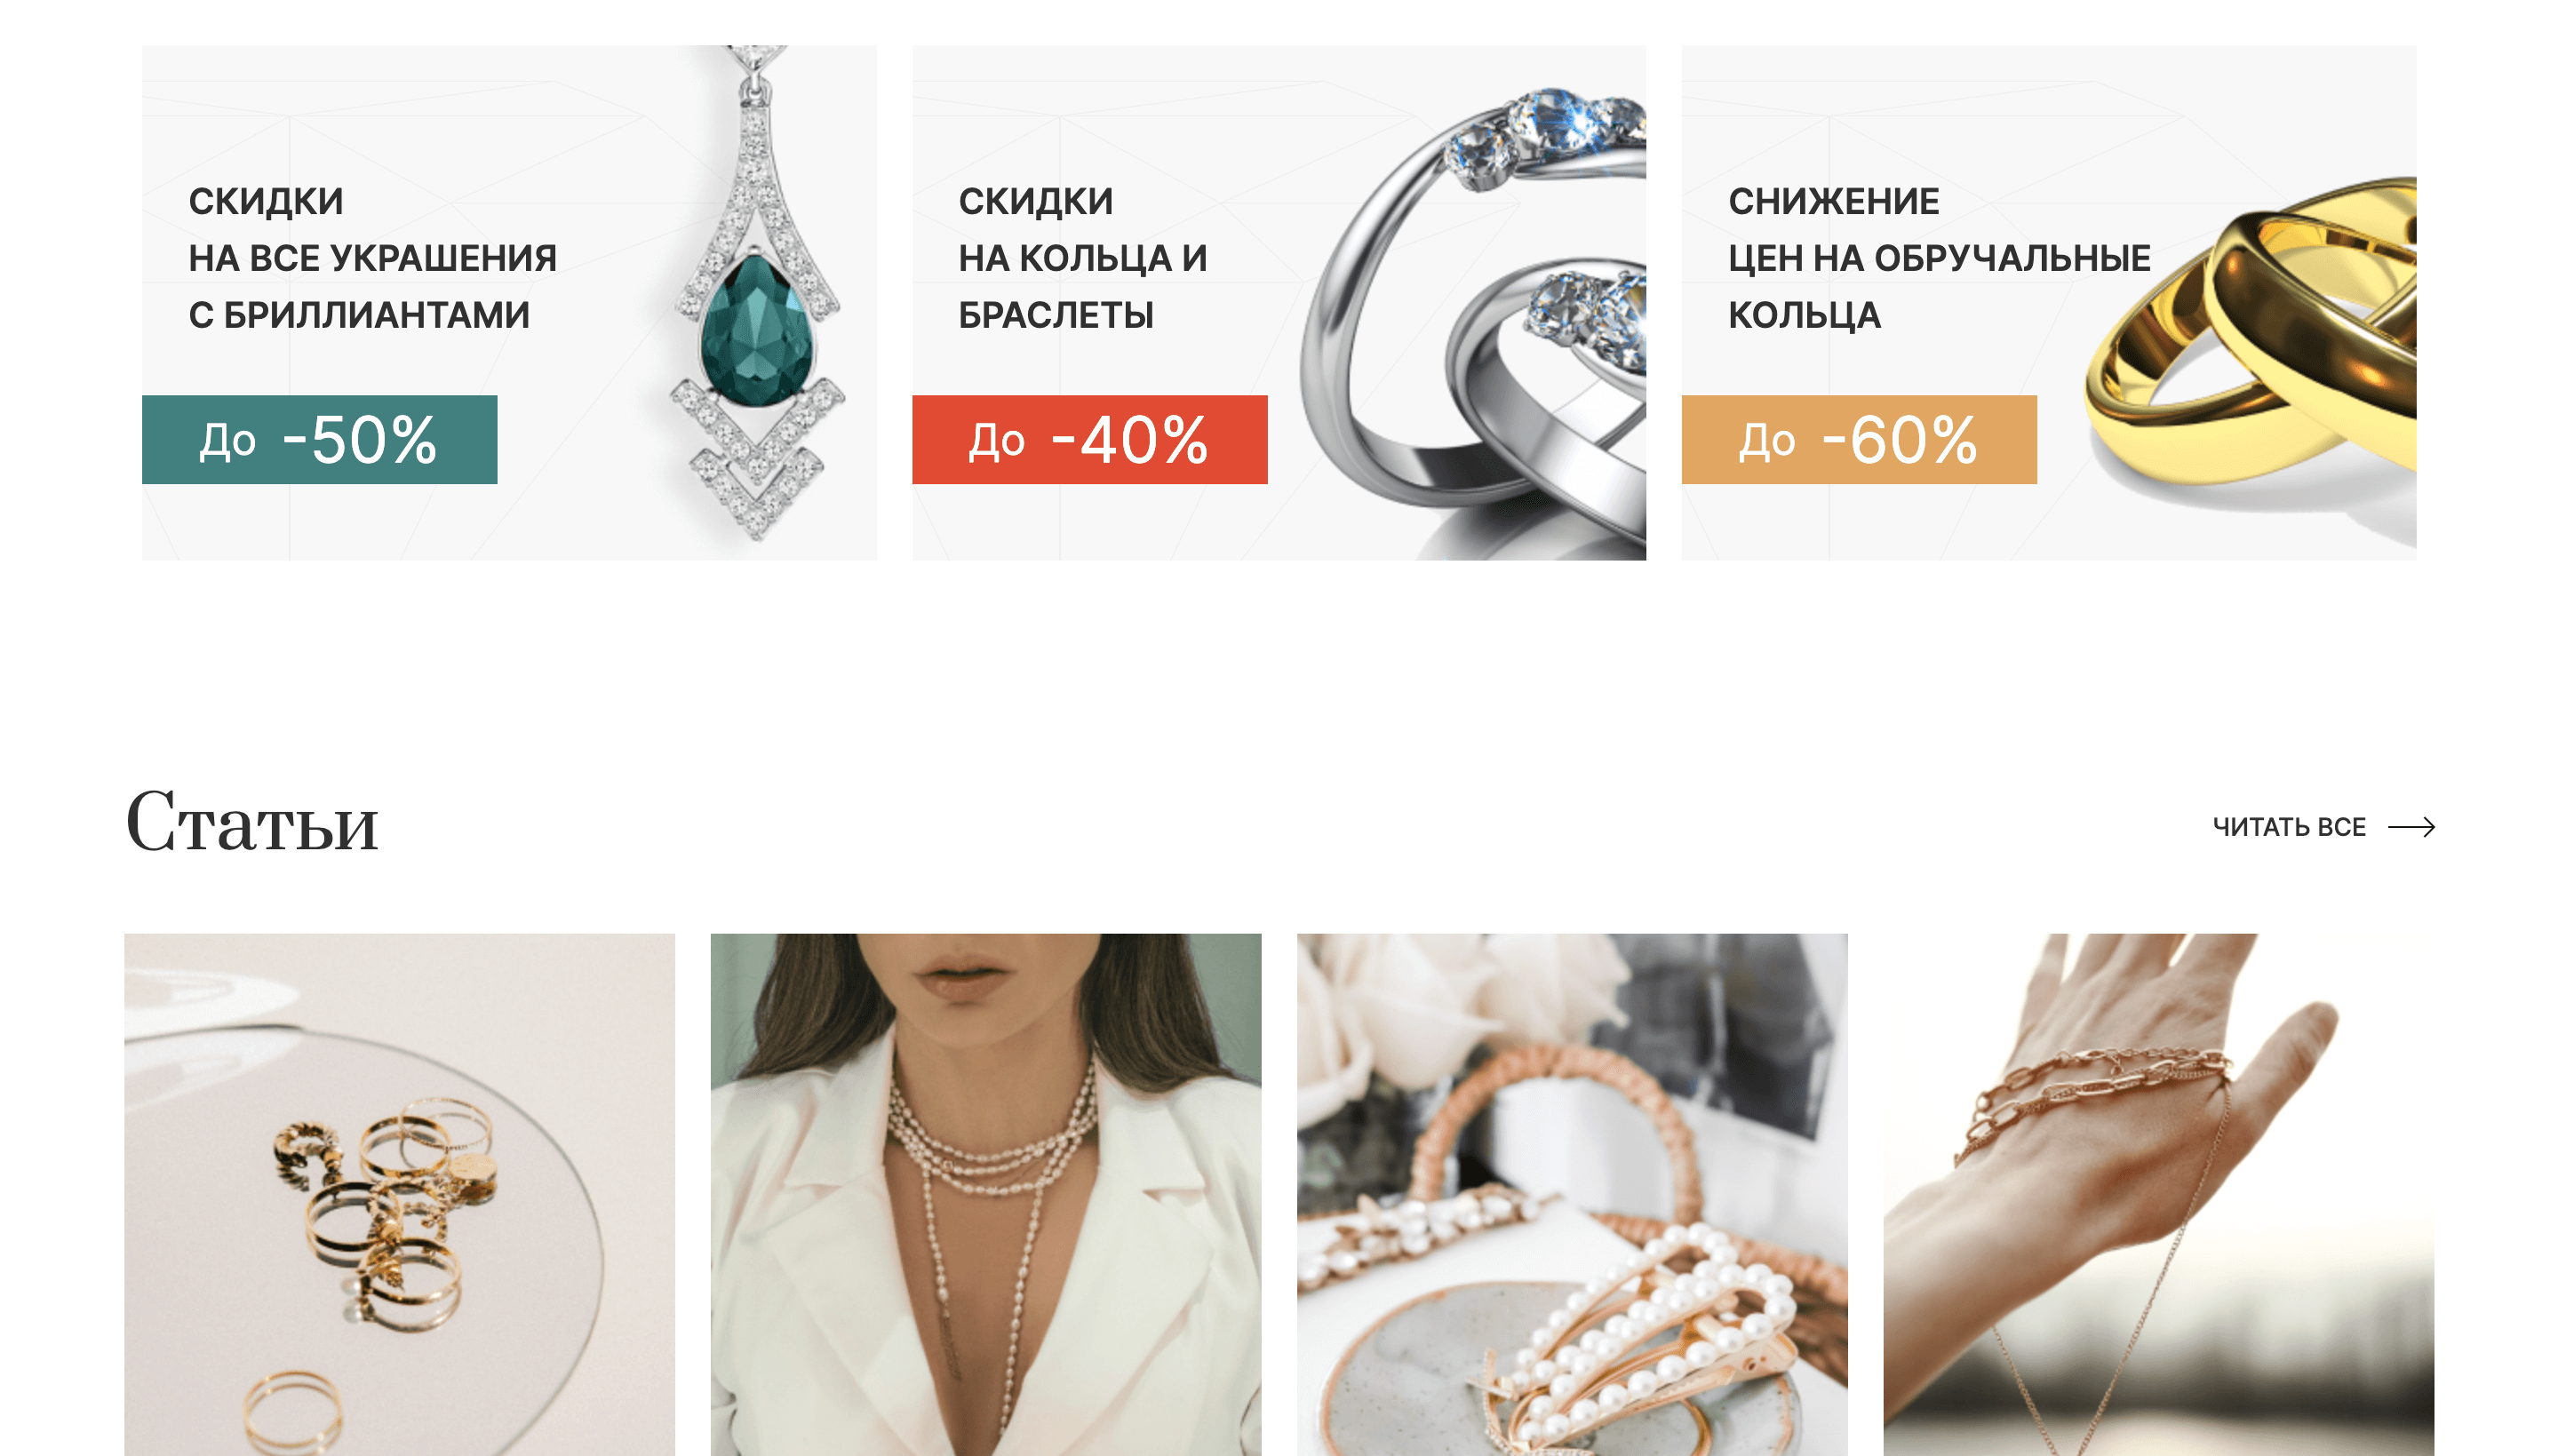 СКИДКИ
НА ВСЕ УКРАШЕНИЯ
С БРИЛЛИАНТАМИ
До -50%
СКИДКИ
НА КОЛЬЦА И
БРАСЛЕТЫ
До -40%
СНИЖЕНИЕ
ЦЕН НА ОБРУЧАЛЬНЫЕ
КОЛЬЦА
До -60%
Статьи
ЧИТАТЬ ВСЕ